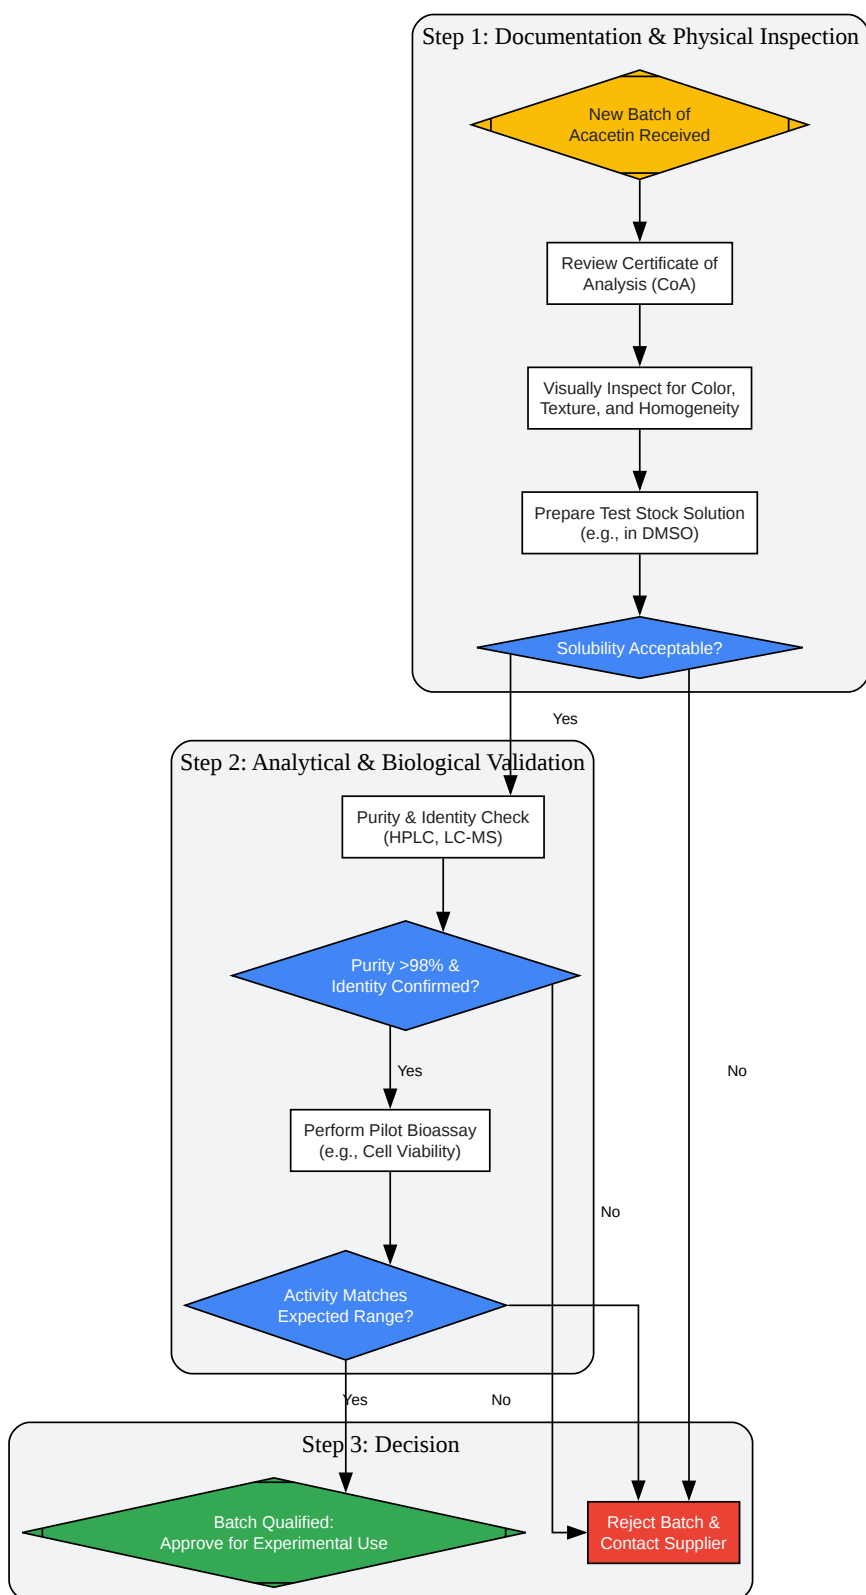 Step 1: Documentation & Physical Inspection
New Batch of
Acacetin Received
Review Certificate of
Analysis (CoA)
Visually Inspect for Color,
Texture, and Homogeneity
Prepare Test Stock Solution
(e.g., in DMSO)
Solubility Acceptable?
Yes
Step 2: Analytical & Biological Validation
Purity & Identity Check
(HPLC, LC-MS)
Purity >98% &
Identity Confirmed?
Yes
No
Perform Pilot Bioassay
(e.g., Cell Viability)
No
Activity Matches
Expected Range?
Yes
No
Step 3: Decision
Batch Qualified:
Approve for Experimental Use
Reject Batch &
Contact Supplier